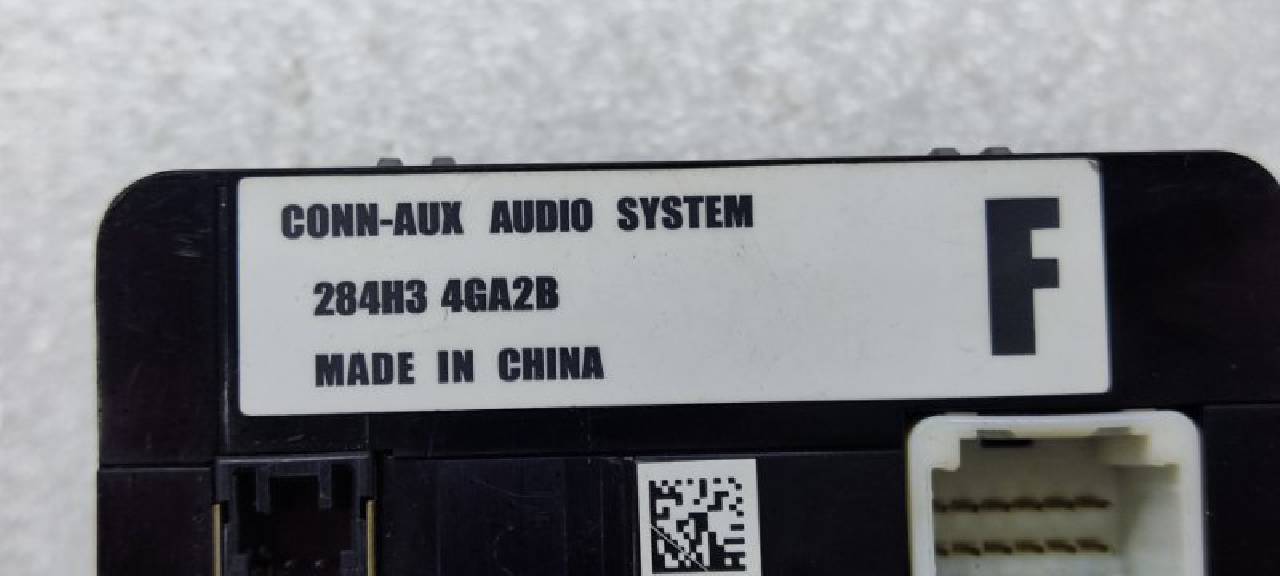 CONN-AUX AUDIO SYSTEM
F
284H3 4GA2B
MADE IN CHINA